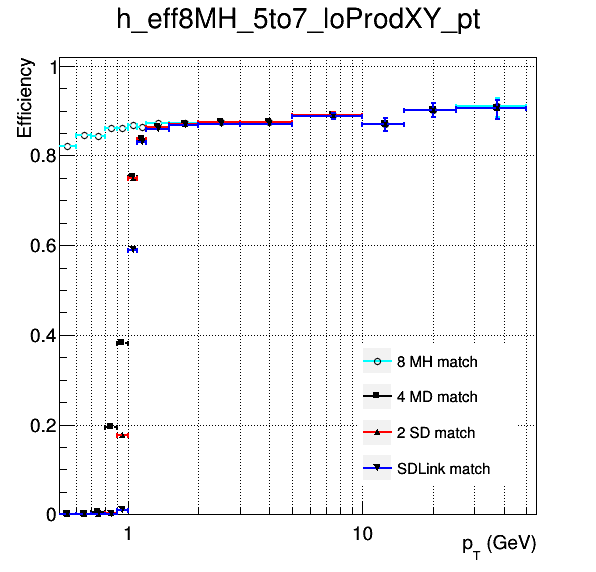 h_eff8MH_5to7_loProdXY_pt
Efficiency
1
0.8
0.6
0.4
0.2
0
8 MH match
4 MD match
2 SD match
SDLink match
1
10
p_T (GeV)